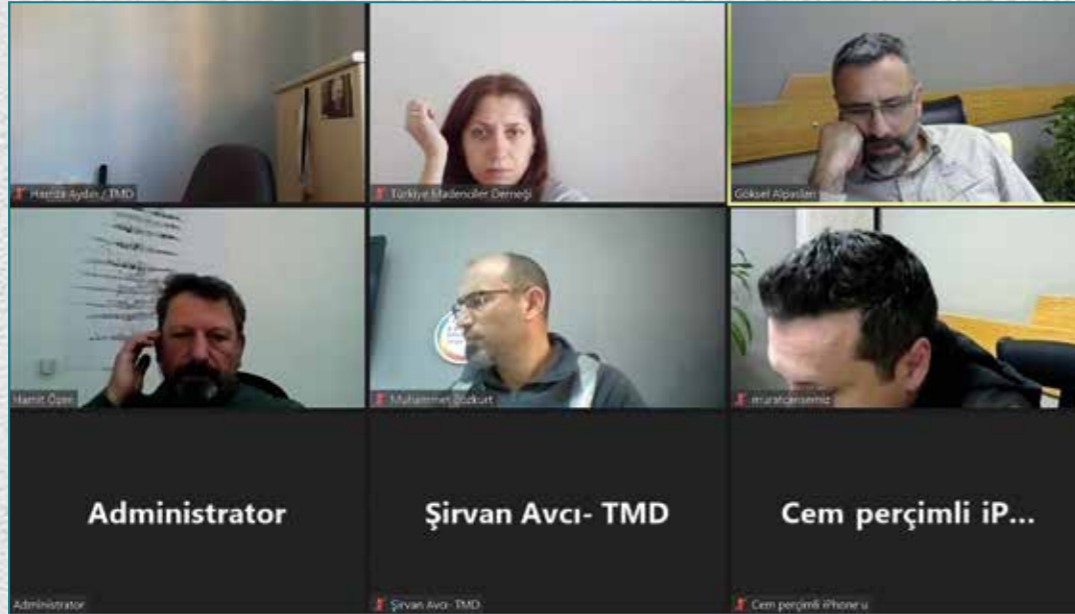 Hamza Aydın / TMD
Türkiye Madenciler Derneği
Göksel Alpaslan
Hamit Özen
Muhammet Bozkurt
muratcansemiz
Administrator
Şirvan Avcı- TMD
Cem perçimli iP...
Administrator
Şirvan Avcı- TMD
Cem perçimli iPhone u